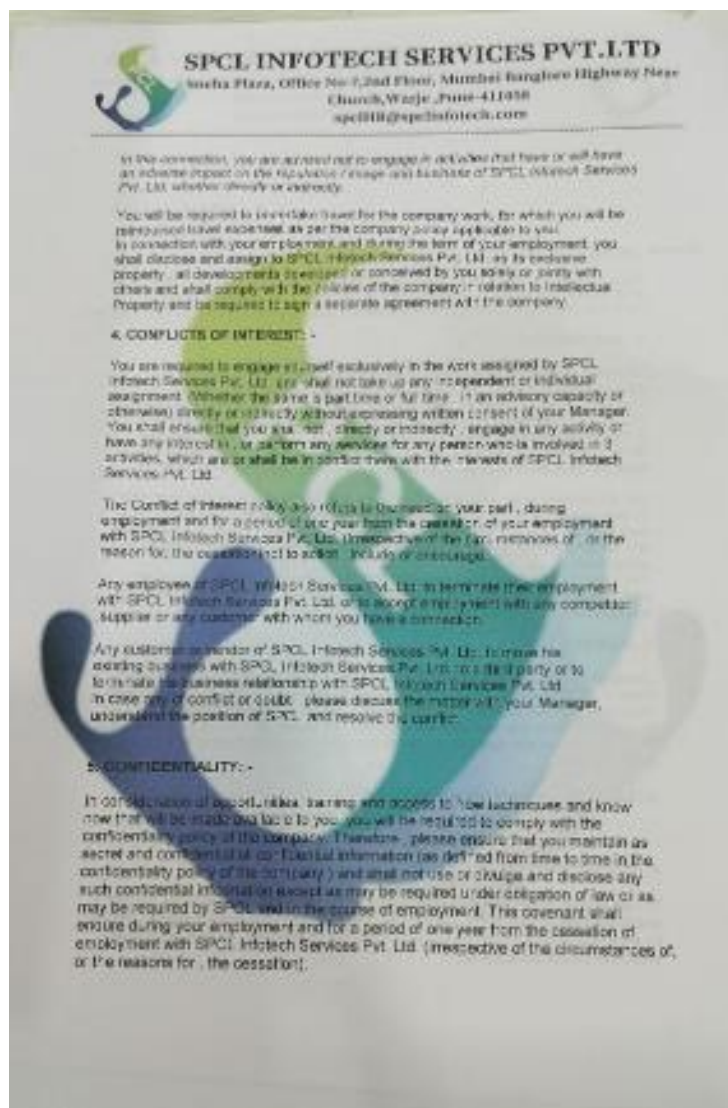 SPCL
SPCL INFOTECH SERVICES PVT.LTD
Sneha Plaza, Office No-7,2nd Floor, Mumbai Banglore Highway Near
Church,Warje ,Pune-411058
@spclinfotech.com
In this connection, you are advised not to engage in activities that have or will have
an adverse impact on the reputation / image and business of SPCL Infotech Services
Pvt. Ltd. whether directly or indirectly.
You will be required to undertake travel for the company work, for which you will be
reimbursed travel expenses as per the company policy applicable to you.
In connection with your employment and during the term of your employment, you
shall disclose and assign to SPCL Infotech Services Pvt. Ltd. as its exclusive
property , all developments or conceived by you solely or jointly with
others and shall comply with the policies of the company in relation to Intellectual
Property and be required to sign a separate agreement with the company.
4. CONFLICTS OF INTEREST: -
You are required to engage yourself exclusively in the work assigned by SPCL
Infotech Services Pvt. Ltd. and shall not take up any independent or individual
assignment (Whether the same is part time or full time , in an advisory capacity or
otherwise) directly or indirectly without expressing written consent of your Manager.
You shall ensure that you shall not , directly or indirectly , engage in any activity or
have any interest in , or perform any services for any person who is involved in
activities, which are or shall be in conflict there with the interests of SPCL Infotech
Services Pvt. Ltd.
The Conflict of Interest policy also refers to the on your part , during
employment and for a period of one year from the cessation of your employment
with SPCL Infotech Services Pvt. Ltd. (Irrespective of the circumstances of , or the
reason for, the cessation) not to action , include or encourage.
Any employee of SPCL Infotech Services Pvt. Ltd. to terminate their employment
with SPCL Infotech Services Pvt. Ltd. or to accept employment with any competitor,
supplier or any customer with whom you have a connection.
Any customer or vendor of SPCL Infotech Services Pvt. Ltd. to move his
existing business with SPCL Infotech Services Pvt. Ltd. to a third party or to
terminate his business relationship with SPCL Infotech Services Pvt. Ltd.
In case any of conflict or doubt , please discuss the matter with your Manager,
understand the position of SPCL and resolve the conflict.
5. CONFIDENTIALITY: -
In consideration of opportunities, training and access to new techniques and know
how that will be made available to you, you will be required to comply with the
confidentiality policy of the company. Therefore , please ensure that you maintain as
secret and confidential all confidential information (as defined from time to time in the
confidentiality policy of the company ) and shall not use or divulge and disclose any
such confidential information except as may be required under obligation of law or as
may be required by SPCL and in the course of employment. This covenant shall
endure during your employment and for a period of one year from the cessation of
employment with SPCL Infotech Services Pvt. Ltd. (irrespective of the circumstances of,
or the reasons for , the cessation).